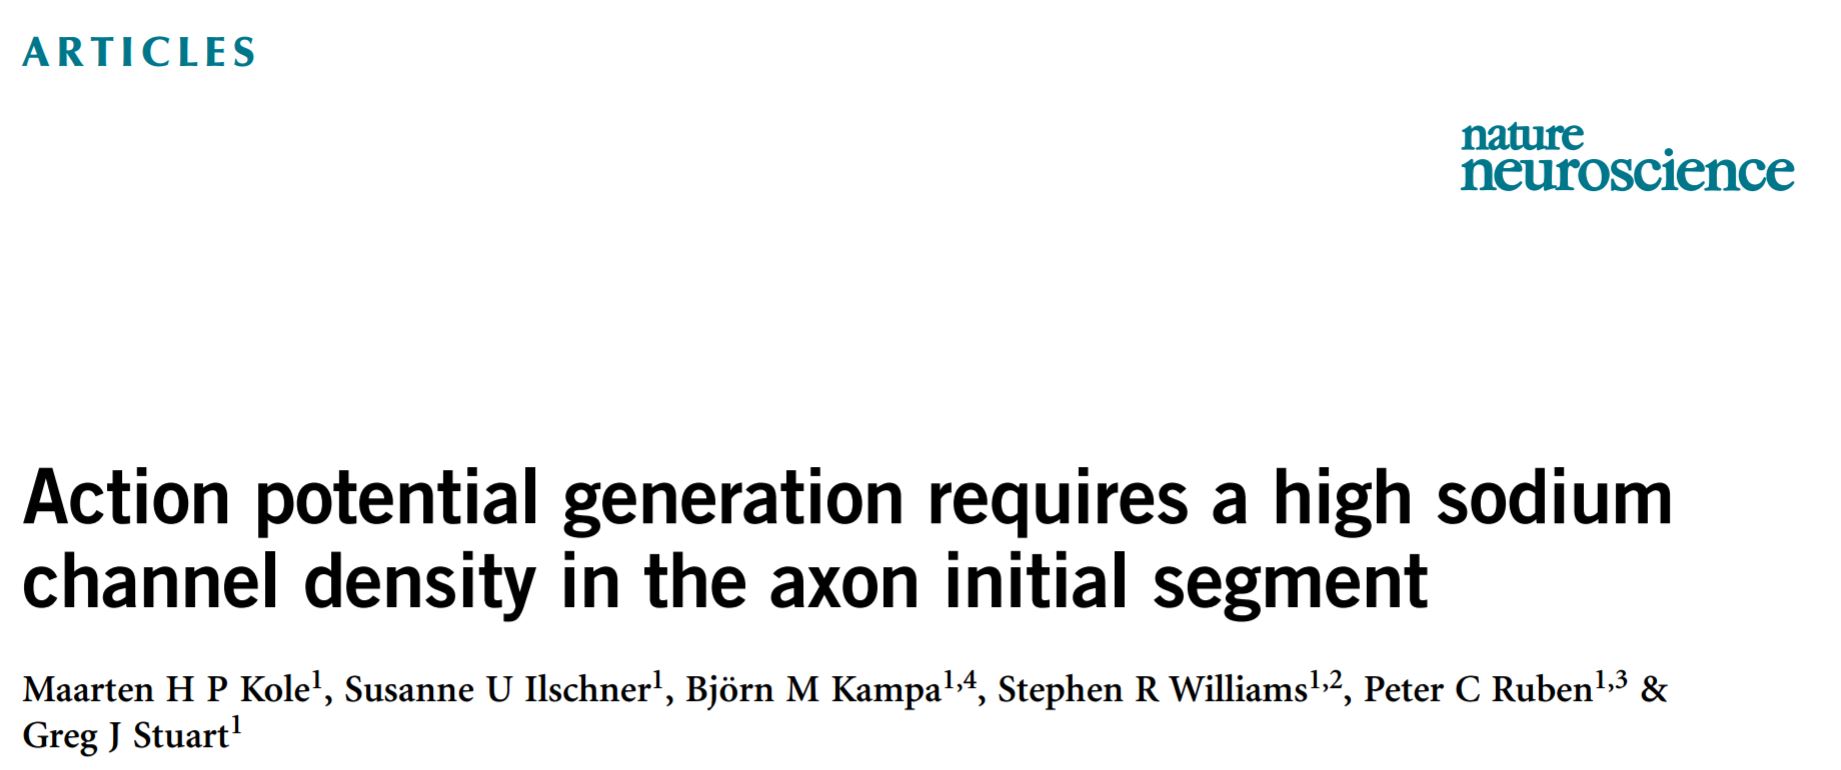 ARTICLES
nature
neuroscience
Action potential generation requires a high sodium
channel density in the axon initial segment
Maarten H P Kole¹, Susanne U Ilschner¹, Björn M Kampa¹,⁴, Stephen R Williams¹,², Peter C Ruben¹,³ &
Greg J Stuart¹